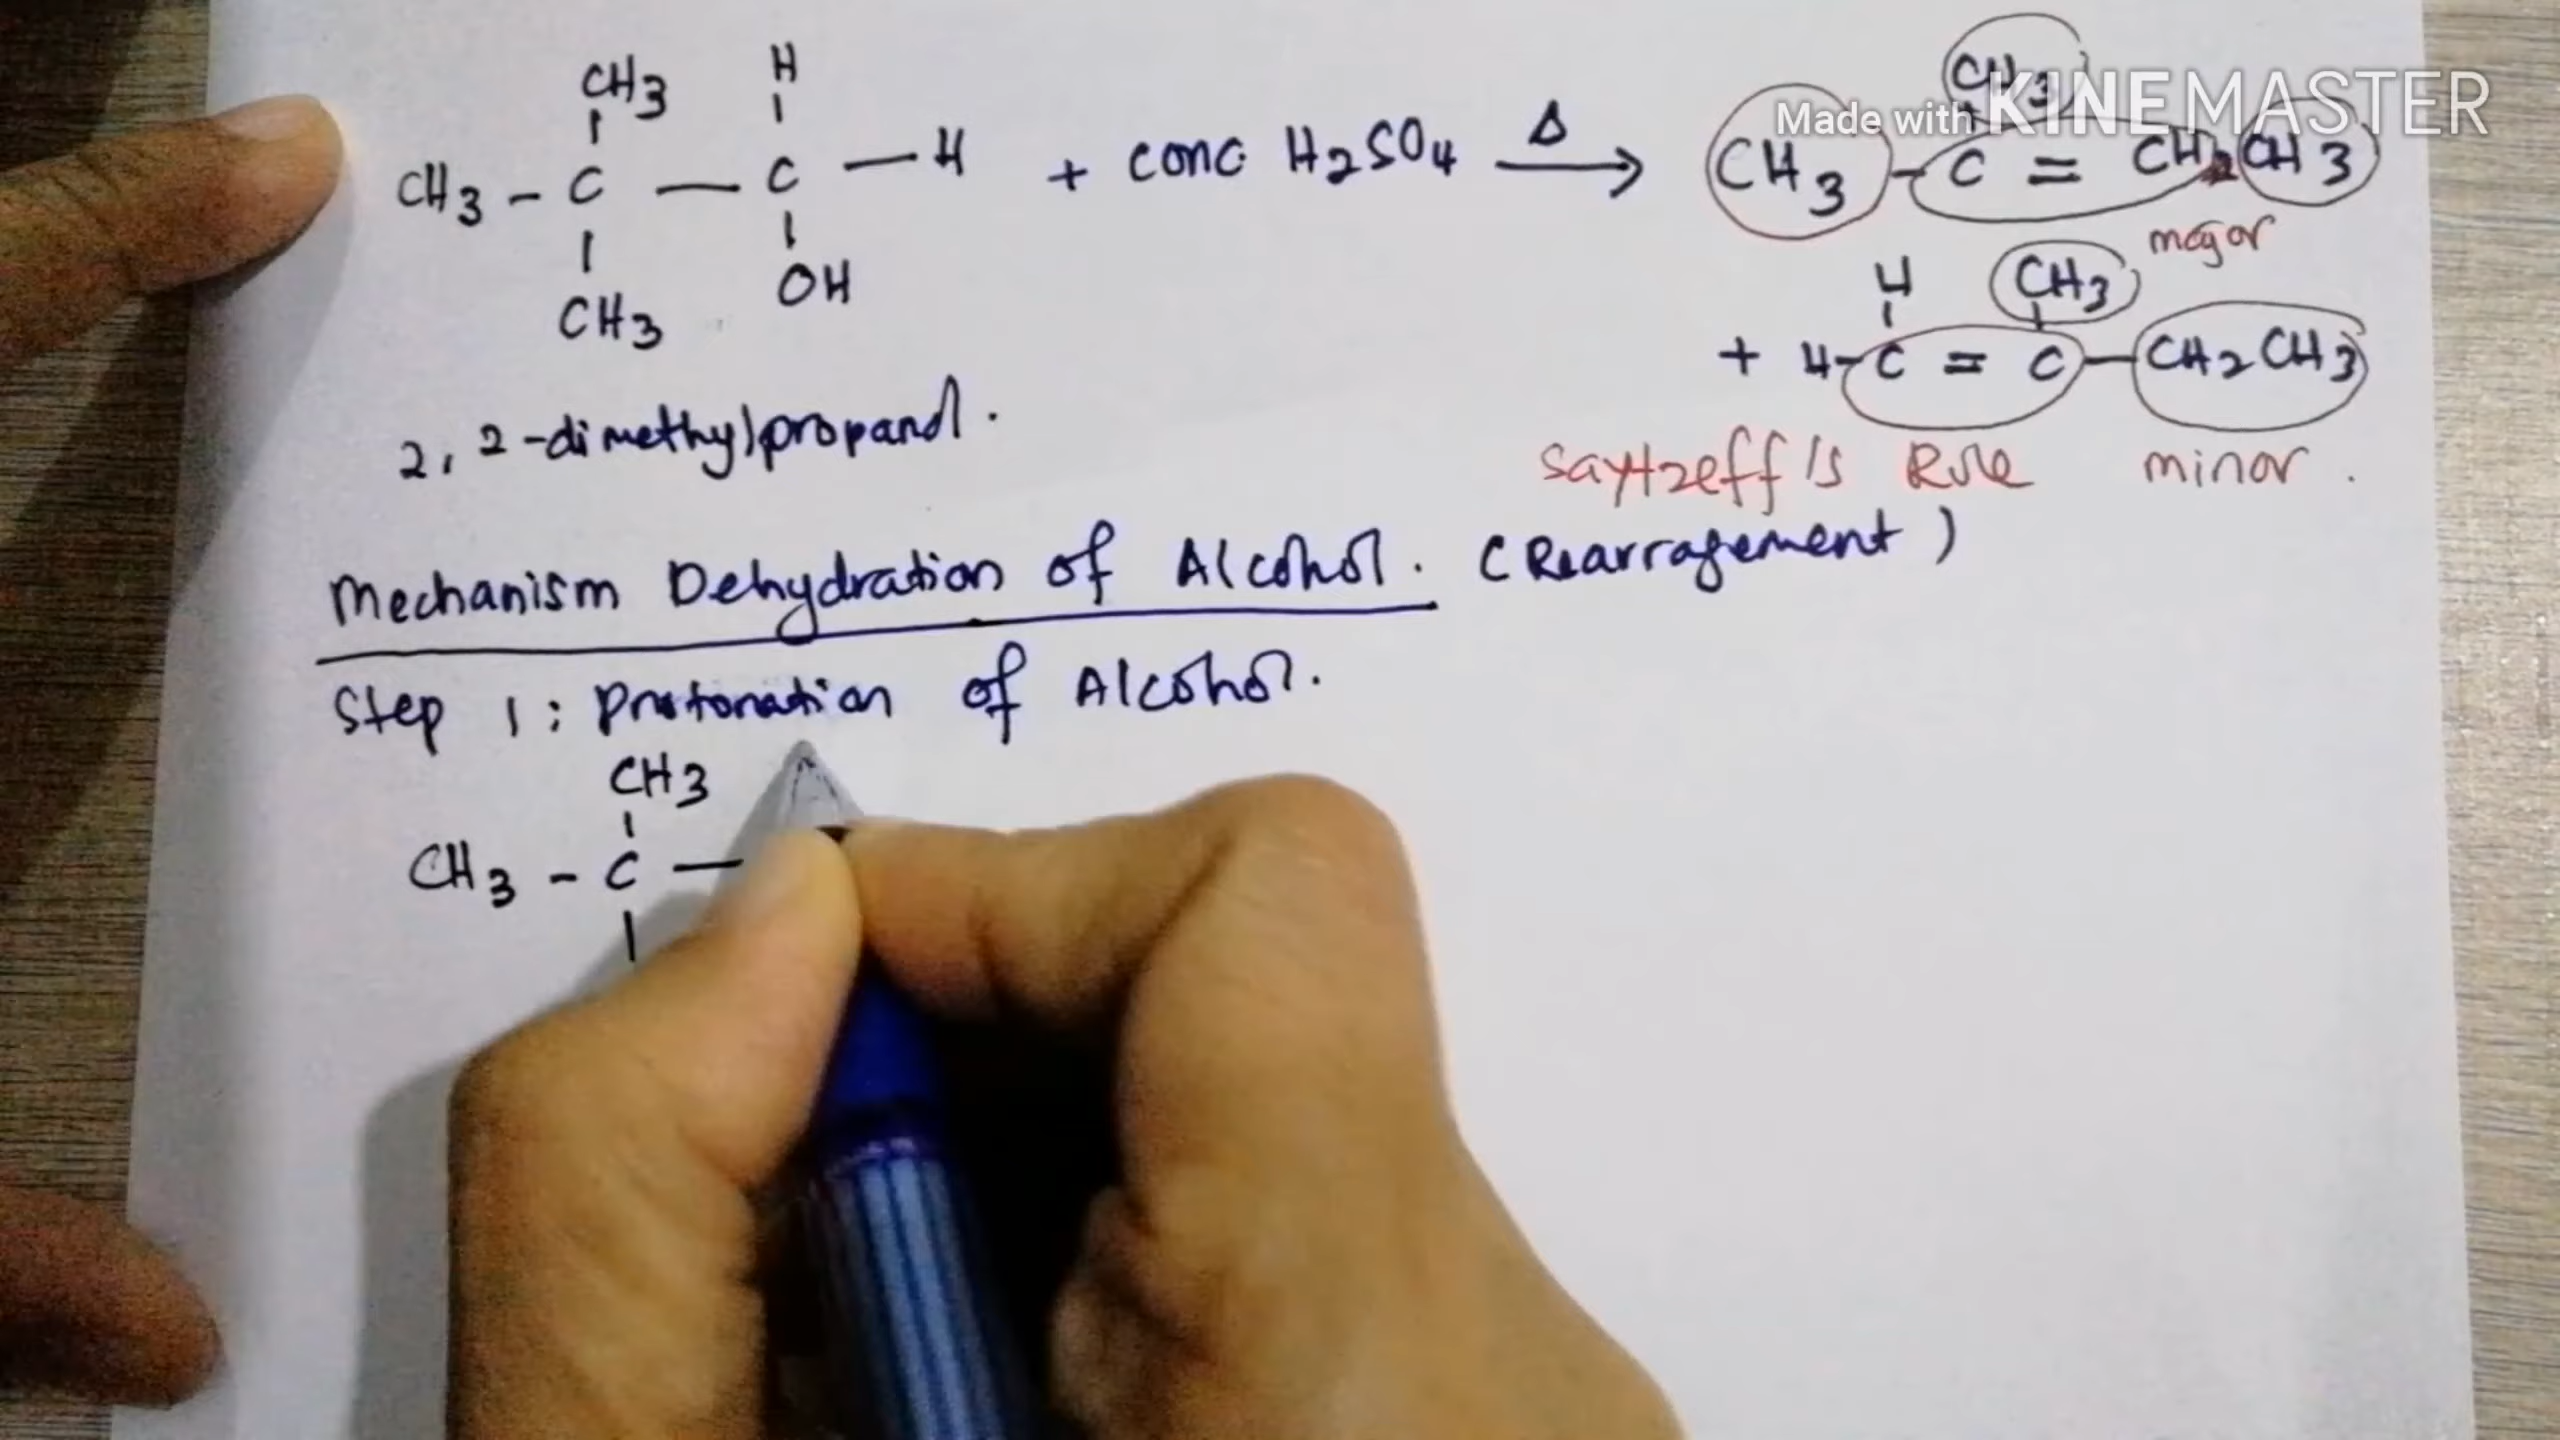 CH3 H
CH3 - C — C — H + conc H2SO4 Δ → CH3 - C = CH CH3
CH3
CH3 OH
major
H CH3
+ H - C = C — CH2CH3
2, 2-dimethylpropanol.
Saytzeff's Rule minor.
Mechanism Dehydration of Alcohol. (Rearragement)
Step 1: Protonation of Alcohol.
CH3
CH3 - C —
Made with KINEMASTER